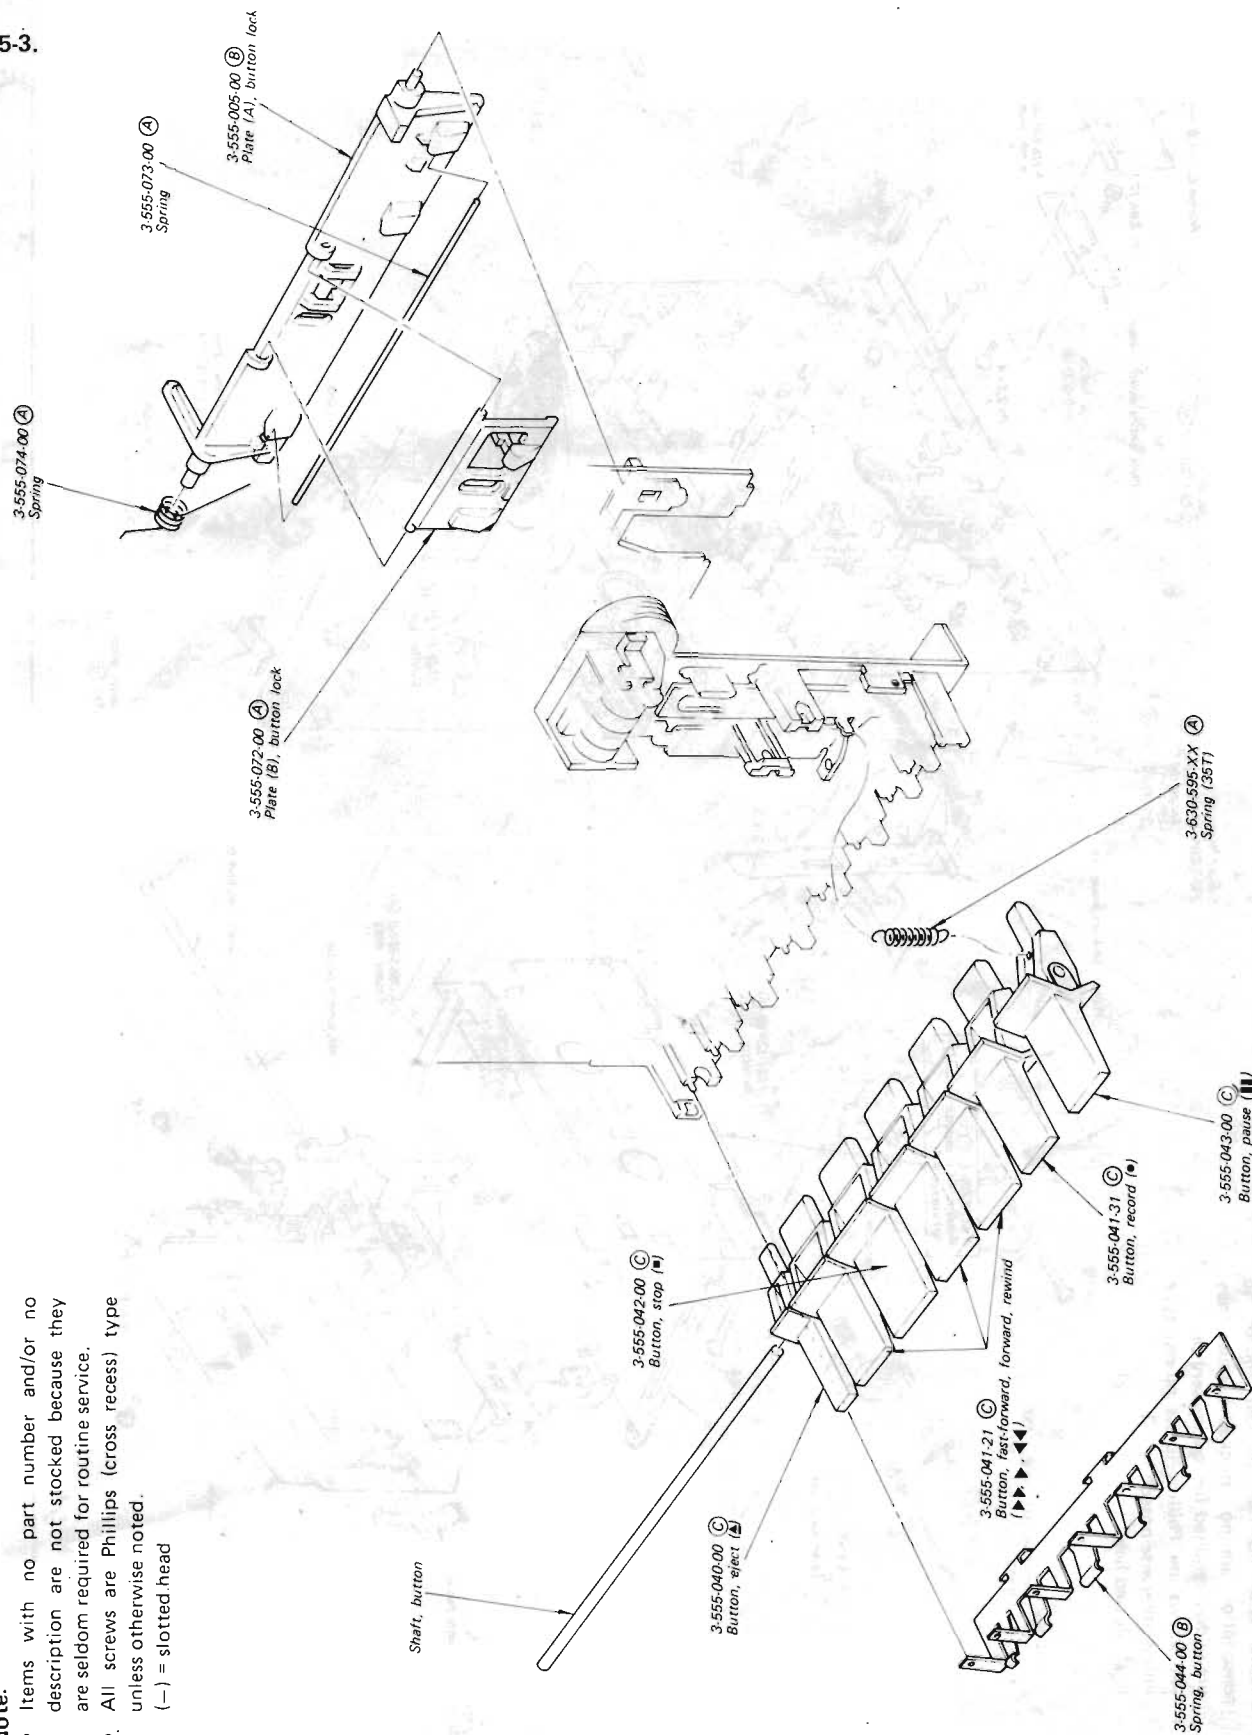 5-3.
Note:
Items with no part number and/or no
description are not stocked because they
are seldom required for routine service.
All screws are Phillips (cross recess) type
unless otherwise noted.
(−) = slotted head
3-555-074-00 Ⓐ
Spring
3-555-073-00 Ⓐ
Spring
3-555-005-00 Ⓑ
Plate (A), button lock
3-555-072-00 Ⓐ
Plate (B), button lock
3-630-595-XX Ⓐ
Spring (35T)
Shaft, button
3-555-042-00 Ⓒ
Button, stop (■)
3-555-040-00 Ⓒ
Button, eject (⏏)
3-555-041-21 Ⓒ
Button, fast-forward, forward, rewind
(▶▶, ▶, ◀◀)
3-555-041-31 Ⓒ
Button, record (●)
3-555-043-00 Ⓒ
Button, pause (▮▮)
3-555-044-00 Ⓑ
Spring, button